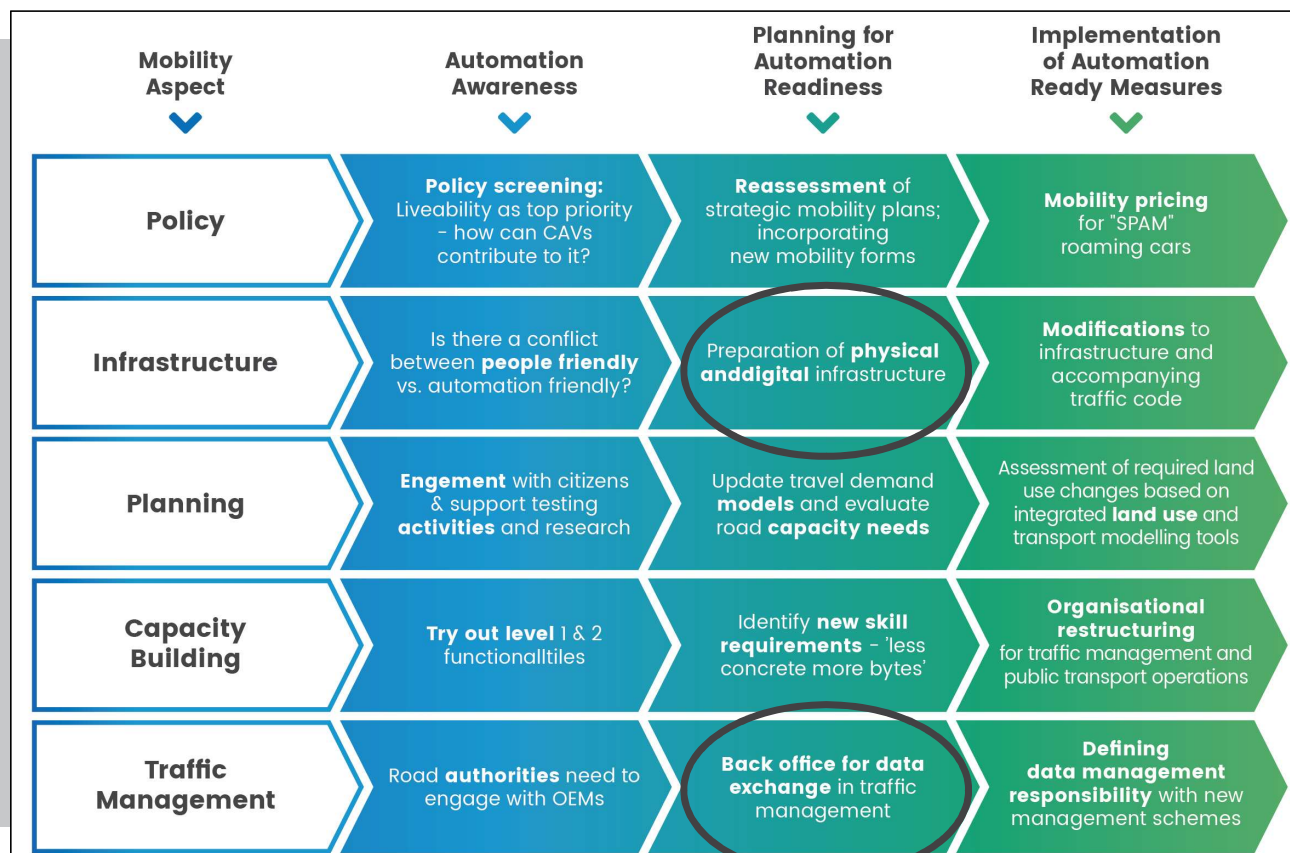 Mobility
Aspect
Automation
Awareness
Planning for
Automation
Readiness
Implementation
of Automation
Ready Measures
Policy
Policy screening:
Liveability as top priority
- how can CAVs
contribute to it?
Reassessment of
strategic mobility plans;
incorporating
new mobility forms
Mobility pricing
for "SPAM"
roaming cars
Infrastructure
Is there a conflict
between people friendly
vs. automation friendly?
Preparation of physical
anddigital infrastructure
Modifications to
infrastructure and
accompanying
traffic code
Planning
Engement with citizens
& support testing
activities and research
Update travel demand
models and evaluate
road capacity needs
Assessment of required land
use changes based on
integrated land use and
transport modelling tools
Capacity
Building
Try out level 1 & 2
functionalltiles
Identify new skill
requirements - 'less
concrete more bytes'
Organisational
restructuring
for traffic management and
public transport operations
Traffic
Management
Road authorities need to
engage with OEMs
Back office for data
exchange in traffic
management
Defining
data management
responsibility with new
management schemes